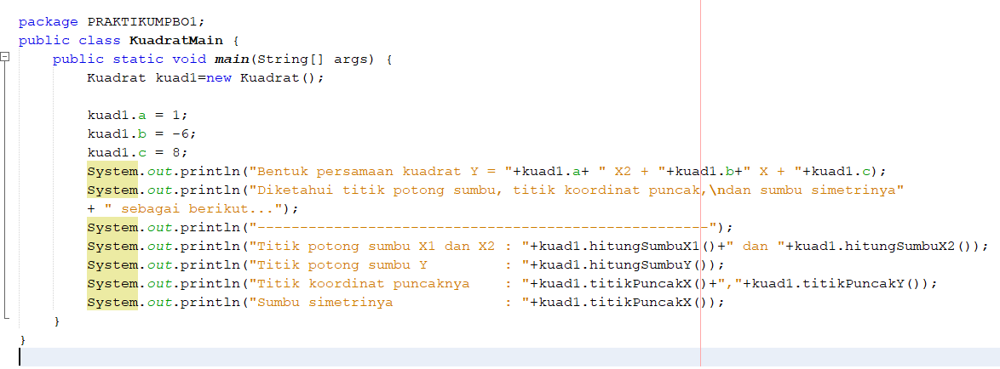 package PRAKTIKUMPBO1;
public class KuadratMain {
    public static void main(String[] args) {
        Kuadrat kuad1=new Kuadrat();

        kuad1.a = 1;
        kuad1.b = -6;
        kuad1.c = 8;
        System.out.println("Bentuk persamaan kuadrat Y = "+kuad1.a+ " X2 + "+kuad1.b+" X + "+kuad1.c);
        System.out.println("Diketahui titik potong sumbu, titik koordinat puncak,\ndan sumbu simetrinya"
        + " sebagai berikut...");
        System.out.println("-----------------------------------------------------");
        System.out.println("Titik potong sumbu X1 dan X2 : "+kuad1.hitungSumbuX1()+" dan "+kuad1.hitungSumbuX2());
        System.out.println("Titik potong sumbu Y         : "+kuad1.hitungSumbuY());
        System.out.println("Titik koordinat puncaknya    : "+kuad1.titikPuncakX()+","+kuad1.titikPuncakY());
        System.out.println("Sumbu simetrinya             : "+kuad1.titikPuncakX());
    }
}